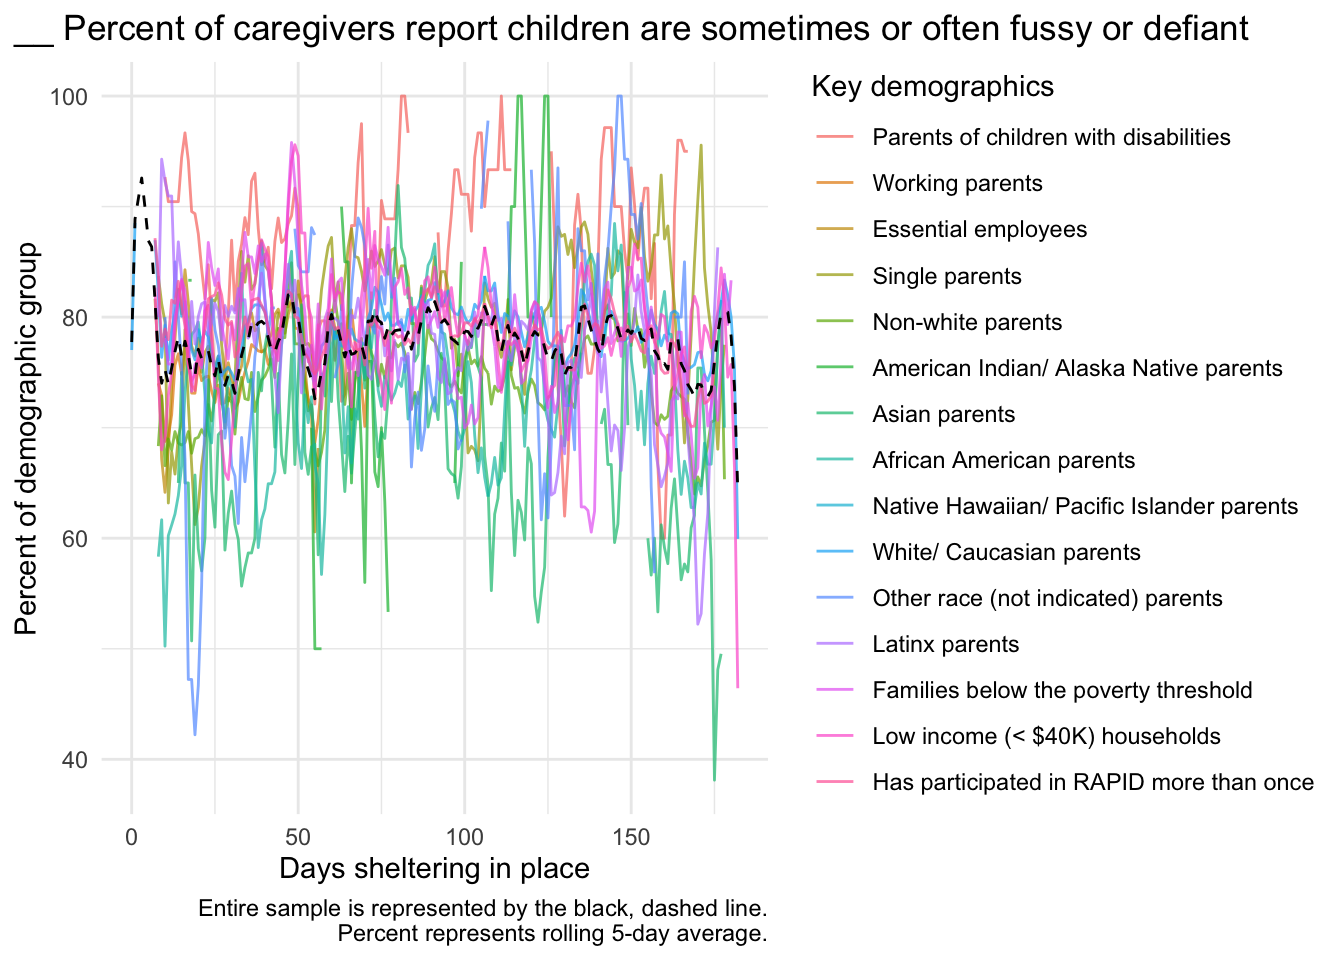 __ Percent of caregivers report children are sometimes or often fussy or defiant
Percent of demographic group
100
80
60
40
0
50
100
150
Days sheltering in place
Key demographics
Parents of children with disabilities
Working parents
Essential employees
Single parents
Non-white parents
American Indian/ Alaska Native parents
Asian parents
African American parents
Native Hawaiian/ Pacific Islander parents
White/ Caucasian parents
Other race (not indicated) parents
Latinx parents
Families below the poverty threshold
Low income (< $40K) households
Has participated in RAPID more than once
Entire sample is represented by the black, dashed line.
Percent represents rolling 5-day average.